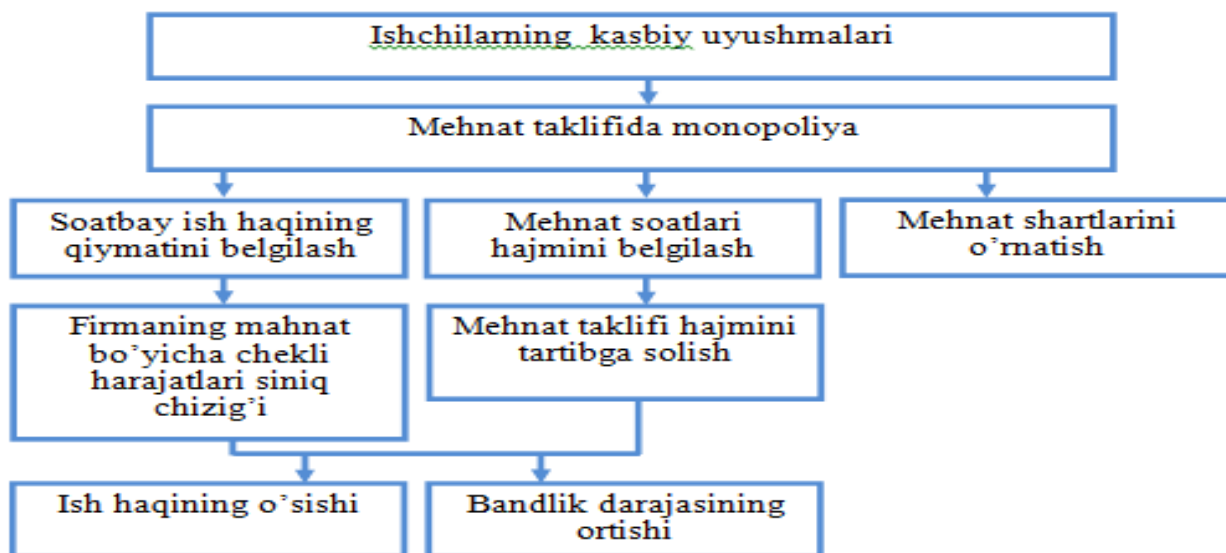 Ishchilarning kasbiy uyushmalari
Mehnat taklifida monopoliya
Soatbay ish haqining
qiymatini belgilash
Mehnat soatlari
hajmini belgilash
Mehnat shartlarini
o’rnatish
Firmaning mahnat
bo’yicha chekli
harajatlari siniq
chizig’i
Mehnat taklifi hajmini
tartibga solish
Ish haqining o’sishi
Bandlik darajasining
ortishi